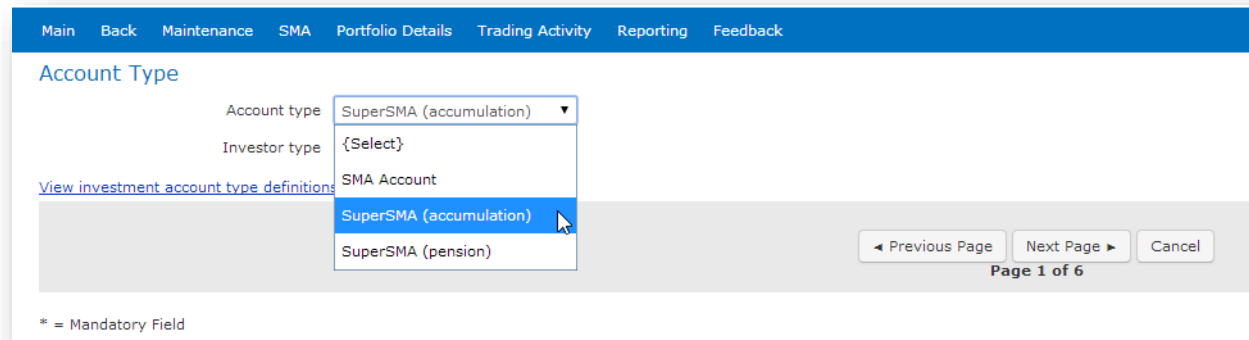 Main Back Maintenance SMA Portfolio Details Trading Activity Reporting Feedback
Account Type
Account type SuperSMA (accumulation) ▼
{Select}
Investor type
SMA Account
View investment account type definitions
SuperSMA (accumulation)
SuperSMA (pension)
◄ Previous Page Next Page ► Cancel
Page 1 of 6
* = Mandatory Field